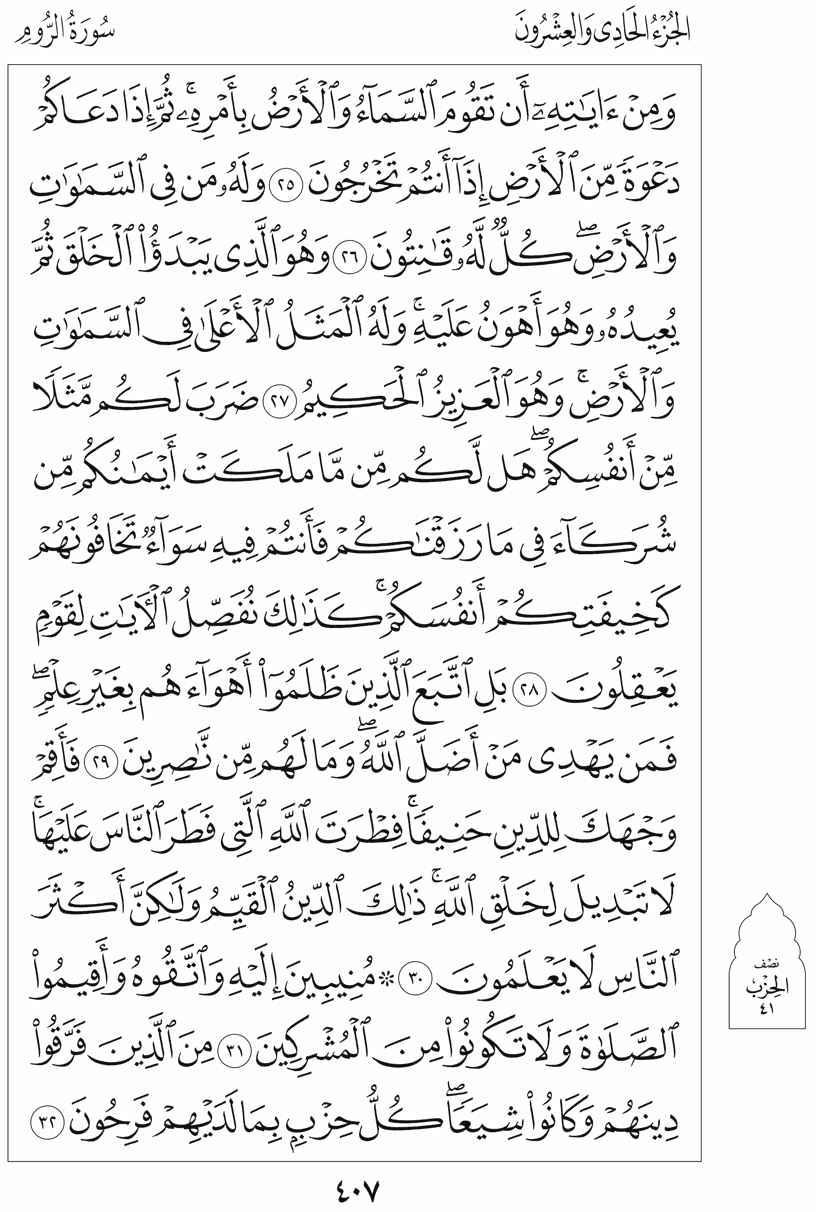 الجُزْءُ الحَادِي وَالعِشْرُونَ
سُورَةُ الرُّومِ
وَمِنْ ءَايَٰتِهِۦٓ أَن تَقُومَ ٱلسَّمَآءُ وَٱلْأَرْضُ بِأَمْرِهِۦۚ ثُمَّ إِذَا دَعَاكُمْ
دَعْوَةً مِّنَ ٱلْأَرْضِ إِذَآ أَنتُمْ تَخْرُجُونَ ٢٥ وَلَهُۥ مَن فِى ٱلسَّمَٰوَٰتِ
وَٱلْأَرْضِۖ كُلٌّ لَّهُۥ قَٰنِتُونَ ٢٦ وَهُوَ ٱلَّذِى يَبْدَؤُا۟ ٱلْخَلْقَ ثُمَّ
يُعِيدُهُۥ وَهُوَ أَهْوَنُ عَلَيْهِۚ وَلَهُ ٱلْمَثَلُ ٱلْأَعْلَىٰ فِى ٱلسَّمَٰوَٰتِ
وَٱلْأَرْضِۚ وَهُوَ ٱلْعَزِيزُ ٱلْحَكِيمُ ٢٧ ضَرَبَ لَكُم مَّثَلًا
مِّنْ أَنفُسِكُمْۖ هَل لَّكُم مِّن مَّا مَلَكَتْ أَيْمَٰنُكُم مِّن
شُرَكَآءَ فِى مَا رَزَقْنَٰكُمْ فَأَنتُمْ فِيهِ سَوَآءٌ تَخَافُونَهُمْ
كَخِيفَتِكُمْ أَنفُسَكُمْۚ كَذَٰلِكَ نُفَصِّلُ ٱلْءَايَٰتِ لِقَوْمٍ
يَعْقِلُونَ ٢٨ بَلِ ٱتَّبَعَ ٱلَّذِينَ ظَلَمُوٓا۟ أَهْوَآءَهُم بِغَيْرِ عِلْمٍۖ
فَمَن يَهْدِى مَنْ أَضَلَّ ٱللَّهُۖ وَمَا لَهُم مِّن نَّٰصِرِينَ ٢٩ فَأَقِمْ
وَجْهَكَ لِلدِّينِ حَنِيفًاۚ فِطْرَتَ ٱللَّهِ ٱلَّتِى فَطَرَ ٱلنَّاسَ عَلَيْهَاۚ
لَا تَبْدِيلَ لِخَلْقِ ٱللَّهِۚ ذَٰلِكَ ٱلدِّينُ ٱلْقَيِّمُ وَلَٰكِنَّ أَكْثَرَ
ٱلنَّاسِ لَا يَعْلَمُونَ ٣٠ ۞ مُنِيبِينَ إِلَيْهِ وَٱتَّقُوهُ وَأَقِيمُوا۟
ٱلصَّلَوٰةَ وَلَا تَكُونُوا۟ مِنَ ٱلْمُشْرِكِينَ ٣١ مِنَ ٱلَّذِينَ فَرَّقُوا۟
دِينَهُمْ وَكَانُوا۟ شِيَعًاۖ كُلُّ حِزْبٍۭ بِمَا لَدَيْهِمْ فَرِحُونَ ٣٢
نصْف
الحِزْب
٤١
٤٠٧